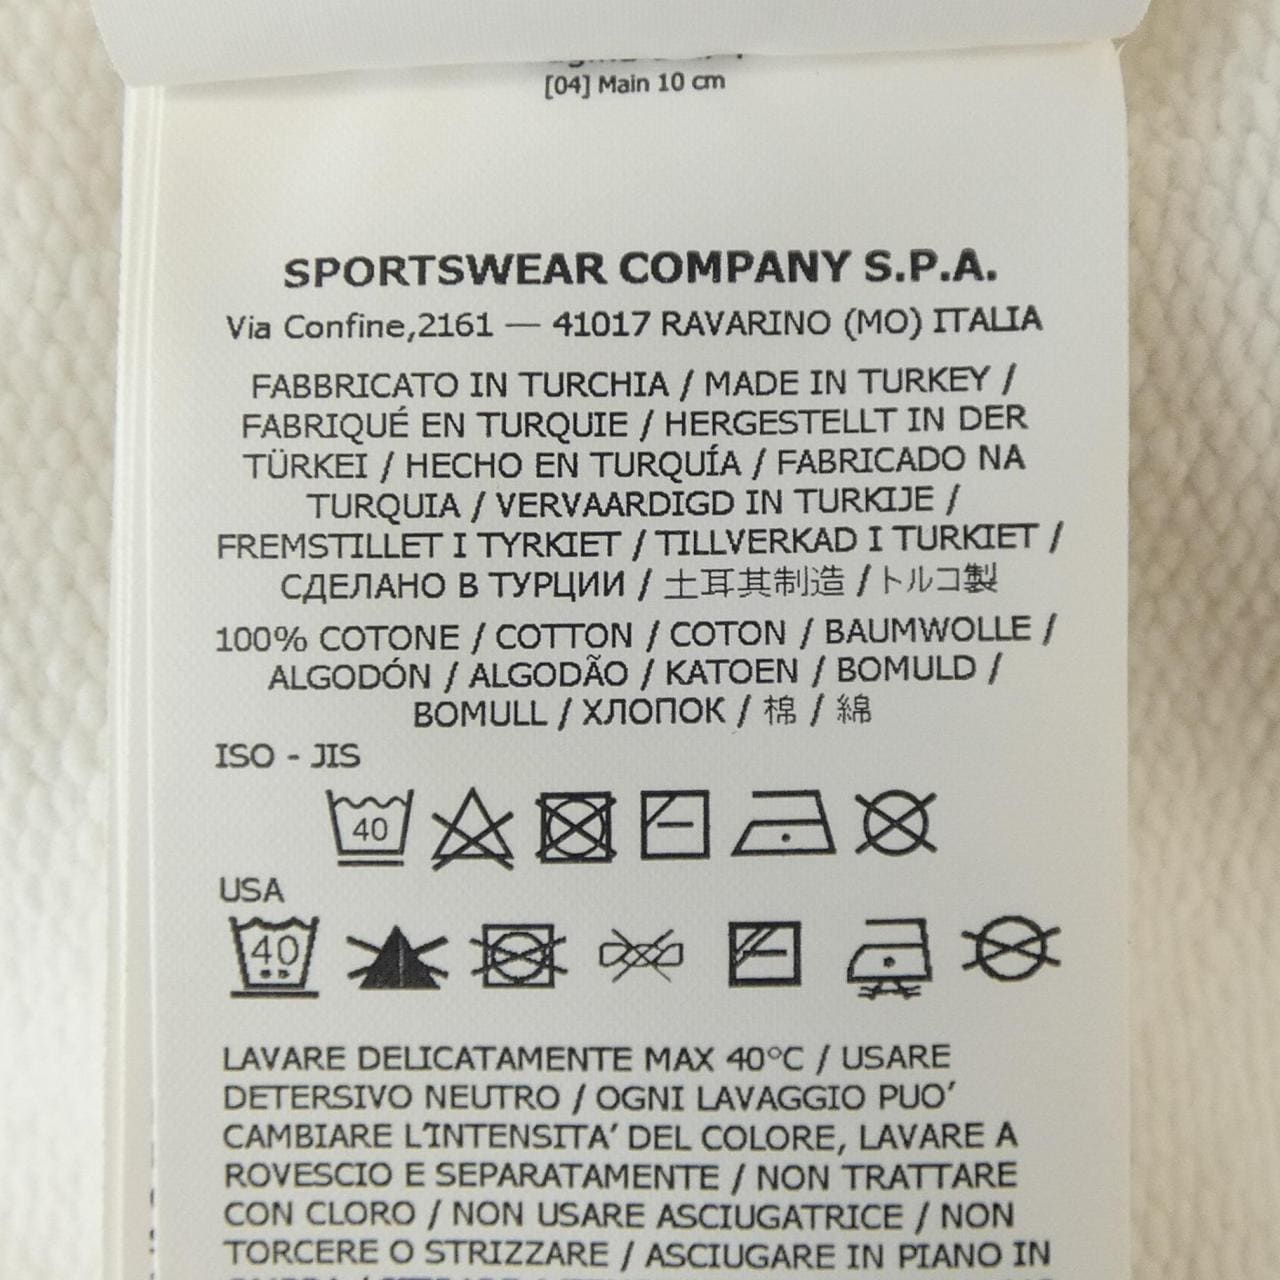 [04] Main 10 cm
SPORTSWEAR COMPANY S.P.A.
Via Confine,2161 — 41017 RAVARINO (MO) ITALIA
FABBRICATO IN TURCHIA / MADE IN TURKEY /
FABRIQUÉ EN TURQUIE / HERGESTELLT IN DER
TÜRKEI / HECHO EN TURQUÍA / FABRICADO NA
TURQUIA / VERVAARDIGD IN TURKIJE /
FREMSTILLET I TYRKIET / TILLVERKAD I TURKIET /
СДЕЛАНО В ТУРЦИИ / 土耳其制造 / トルコ製
100% COTONE / COTTON / COTON / BAUMWOLLE /
ALGODÓN / ALGODÃO / KATOEN / BOMULD /
BOMULL / ХЛОПОК / 棉 / 綿
ISO - JIS
40
USA
40
LAVARE DELICATAMENTE MAX 40°C / USARE
DETERSIVO NEUTRO / OGNI LAVAGGIO PUO’
CAMBIARE L’INTENSITA’ DEL COLORE, LAVARE A
ROVESCIO E SEPARATAMENTE / NON TRATTARE
CON CLORO / NON USARE ASCIUGATRICE / NON
TORCERE O STRIZZARE / ASCIUGARE IN PIANO IN